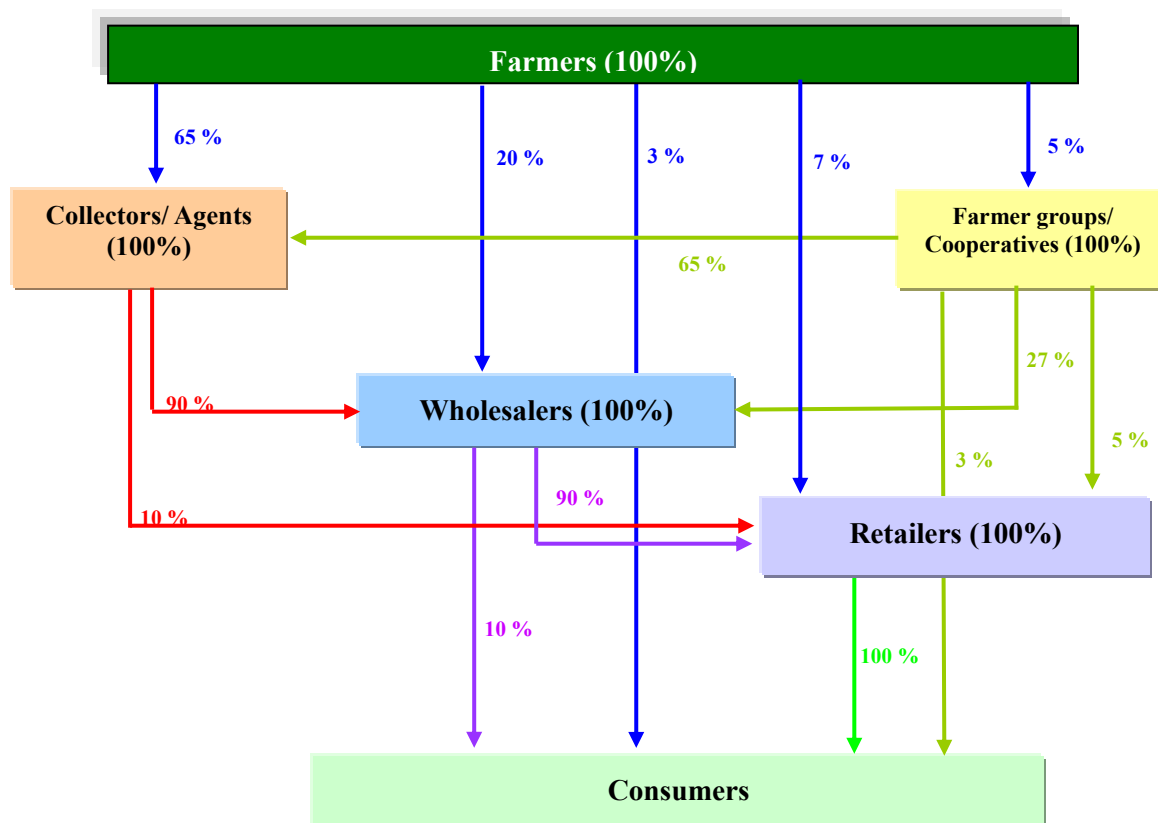 Farmers (100%)
65 %
20 %
3 %
7 %
5 %
Collectors/ Agents
(100%)
Farmer groups/
Cooperatives (100%)
65 %
27 %
90 %
Wholesalers (100%)
5 %
3 %
90 %
10 %
Retailers (100%)
10 %
100 %
Consumers